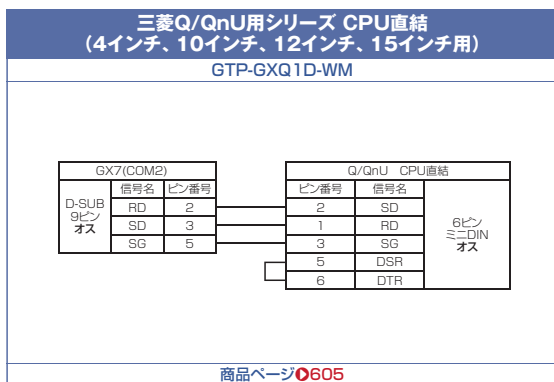 三菱Q/QnU用シリーズ CPU直結
(4インチ、10インチ、12インチ、15インチ用)
GTP-GXQ1D-WM
GX7(COM2)
D-SUB
9ピン
オス
信号名 ピン番号
RD 2
SD 3
SG 5
Q/QnU CPU直結
ピン番号 信号名
2 SD
1 RD
3 SG
5 DSR
6 DTR
6ピン
ミニDIN
オス
商品ページ605